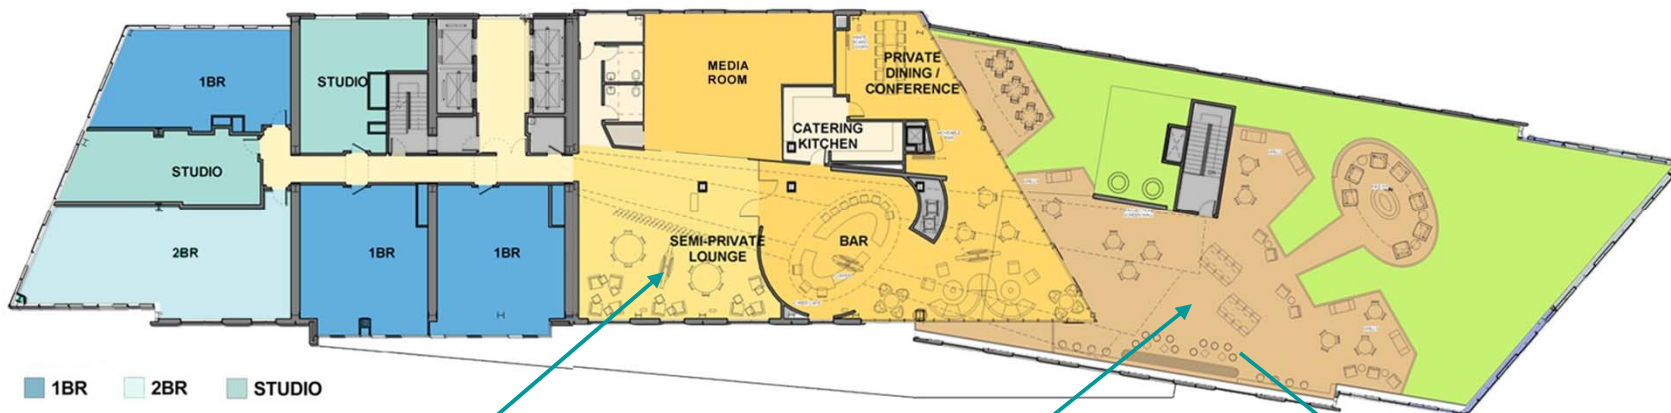 1BR
STUDIO
MEDIA
ROOM
PRIVATE
DINING /
CONFERENCE
CATERING
KITCHEN
STUDIO
2BR
1BR
1BR
SEMI-PRIVATE
LOUNGE
BAR
1BR
2BR
STUDIO